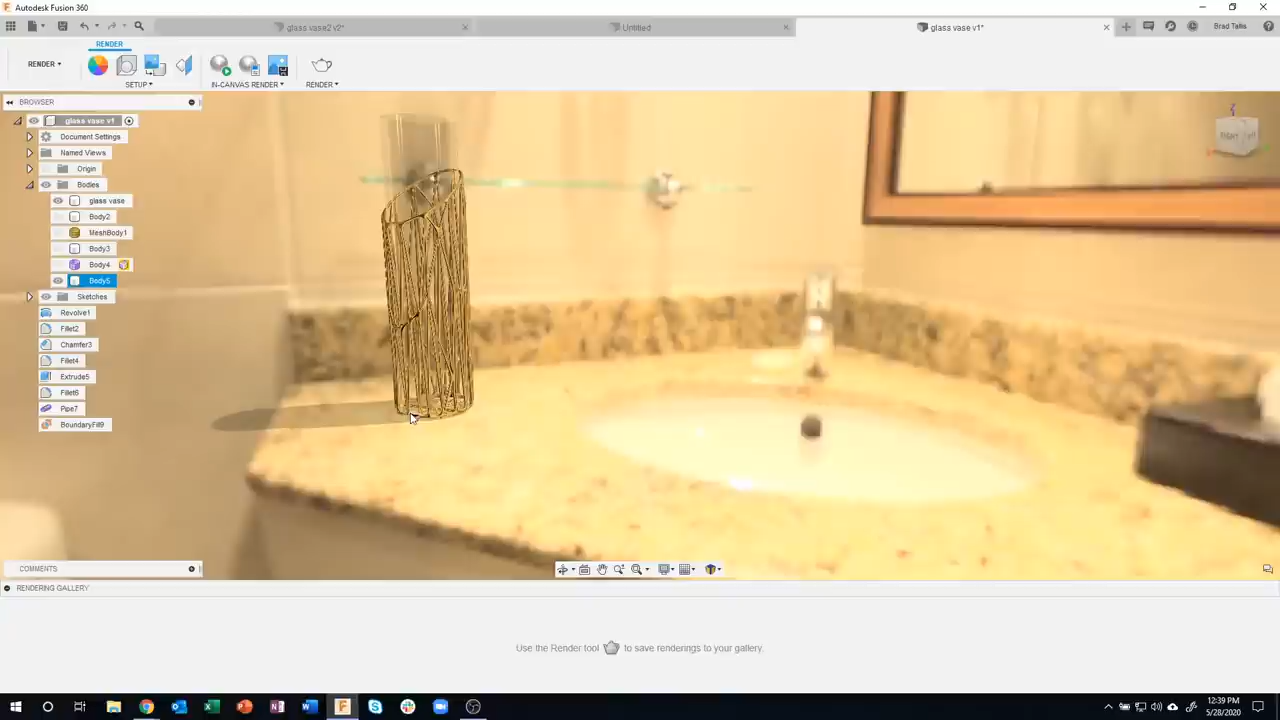 Autodesk Fusion 360
glass vase2 v2*
Untitled
glass vase v1*
Brad Tallis
RENDER
RENDER
SETUP
IN-CANVAS RENDER
RENDER
BROWSER
glass vase v1
Document Settings
Named Views
Origin
Bodies
glass vase
Body2
MeshBody1
Body3
Body4
Body5
Sketches
Revolve1
Fillet2
Chamfer3
Fillet4
Extrude5
Fillet6
Pipe7
BoundaryFill9
COMMENTS
RENDERING GALLERY
Use the Render tool to save renderings to your gallery.
12:39 PM
5/28/2020